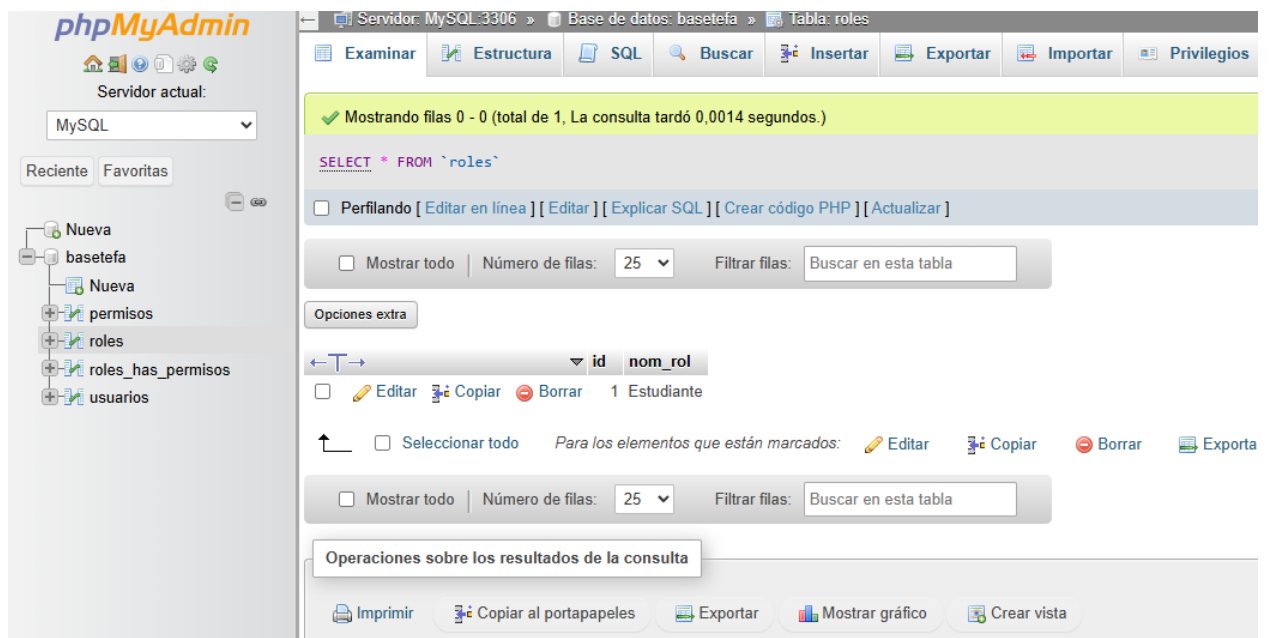 phpMyAdmin
Servidor actual:
MySQL
Reciente Favoritas
Nueva
basetefa
Nueva
permisos
roles
roles_has_permisos
usuarios
Servidor: MySQL:3306 » Base de datos: basetefa » Tabla: roles
Examinar Estructura SQL Buscar Insertar Exportar Importar Privilegios
Mostrando filas 0 - 0 (total de 1, La consulta tardó 0,0014 segundos.)
SELECT * FROM `roles`
Perfilando [ Editar en línea ] [ Editar ] [ Explicar SQL ] [ Crear código PHP ] [ Actualizar ]
Mostrar todo | Número de filas: 25 Filtrar filas: Buscar en esta tabla
Opciones extra
←T→ id nom_rol
Editar Copiar Borrar 1 Estudiante
Seleccionar todo Para los elementos que están marcados: Editar Copiar Borrar Exporta
Mostrar todo | Número de filas: 25 Filtrar filas: Buscar en esta tabla
Operaciones sobre los resultados de la consulta
Imprimir Copiar al portapapeles Exportar Mostrar gráfico Crear vista